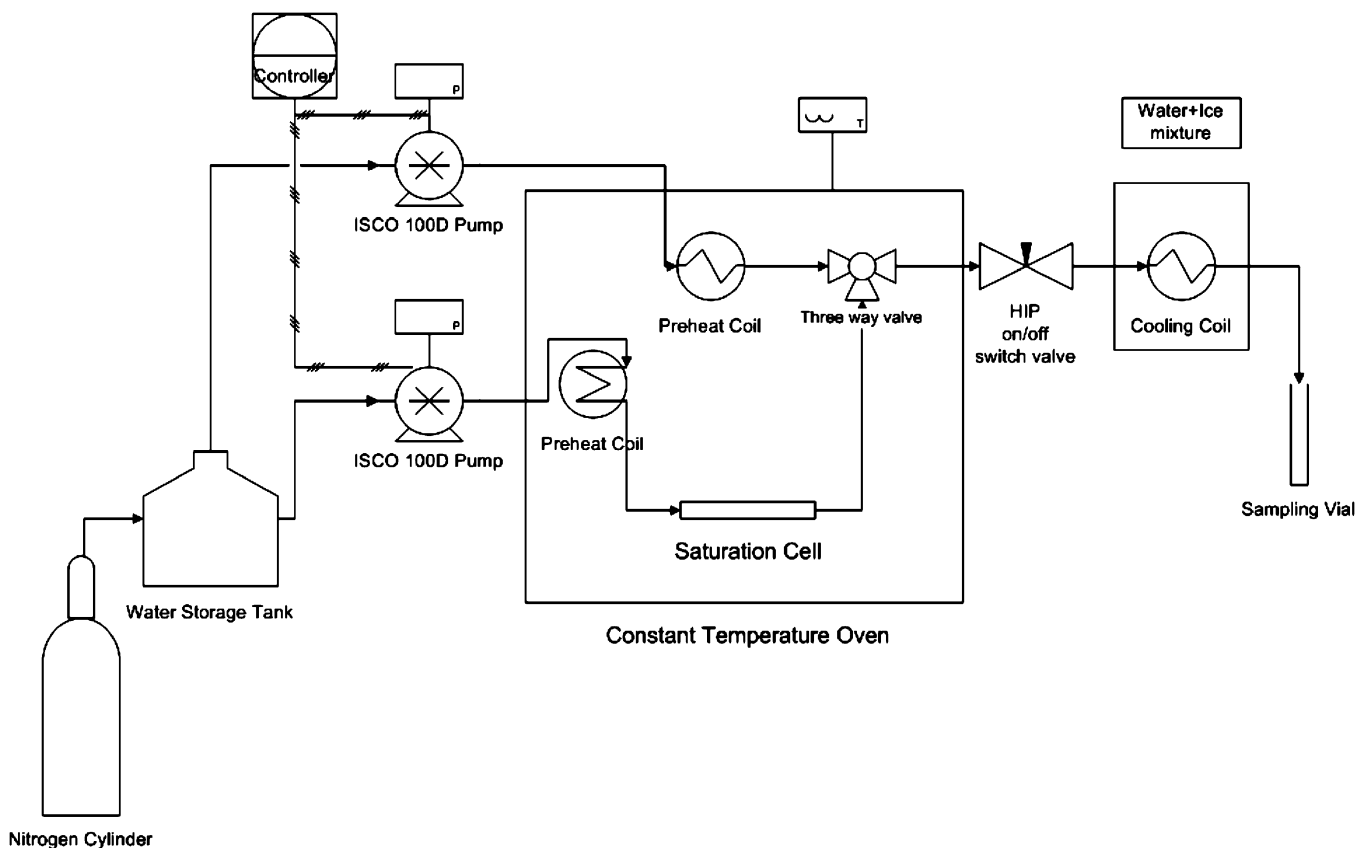 Controller
P
ISCO 100D Pump
T
Water+Ice
mixture
P
ISCO 100D Pump
Preheat Coil
Preheat Coil
Three way valve
HIP
on/off
switch valve
Cooling Coil
Saturation Cell
Sampling Vial
Water Storage Tank
Constant Temperature Oven
Nitrogen Cylinder